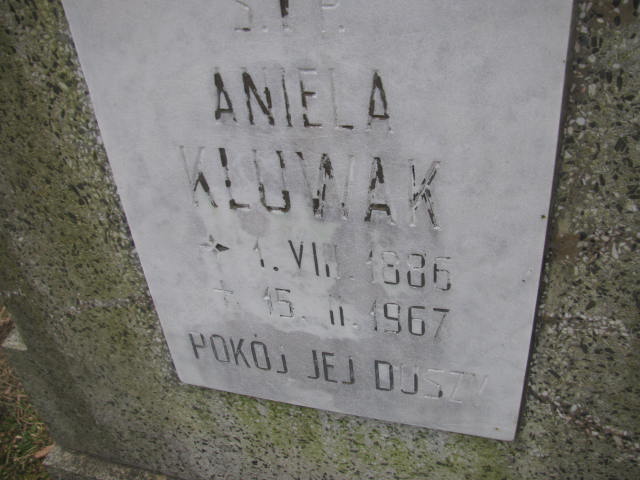 Ś. † P.
ANIELA
KLUWAK
* 1. VIII. 1886
† 15. II. 1967
POKÓJ JEJ DUSZY